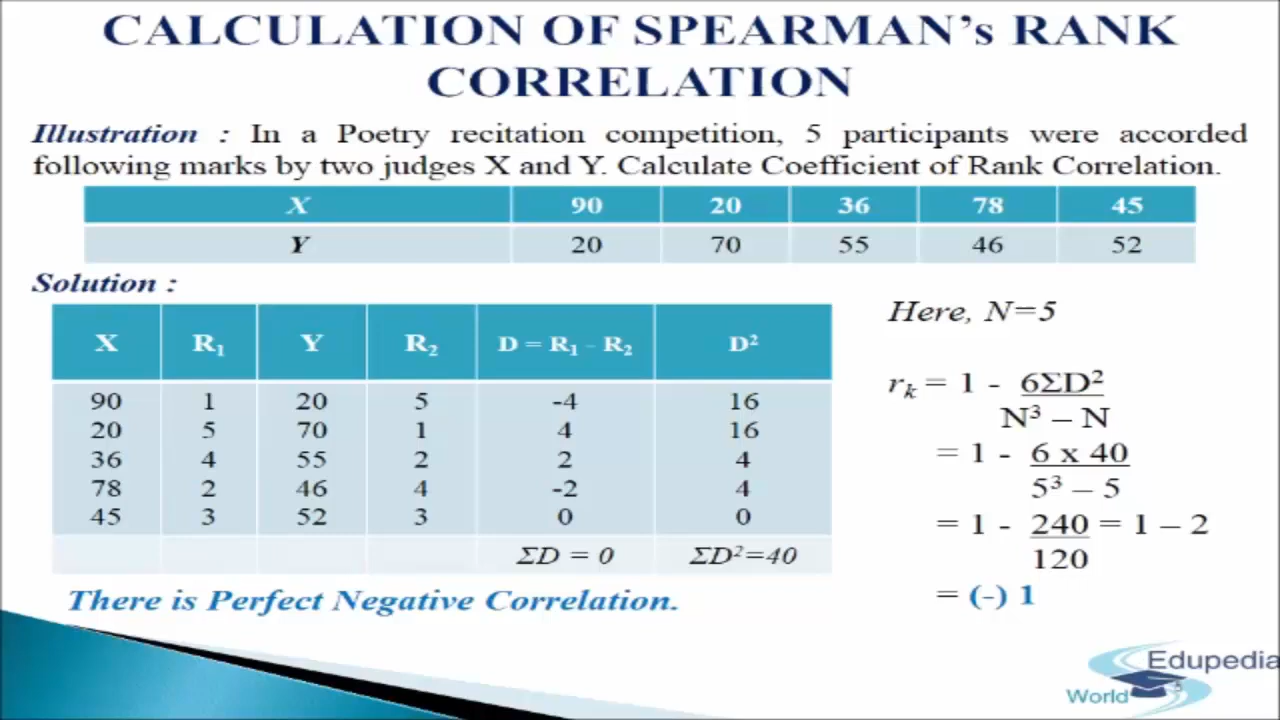 CALCULATION OF SPEARMAN's RANK
CORRELATION
Illustration : In a Poetry recitation competition, 5 participants were accorded
following marks by two judges X and Y. Calculate Coefficient of Rank Correlation.
X 90 20 36 78 45
Y 20 70 55 46 52
Solution :
X R₁ Y R₂ D = R₁ - R₂ D²
90 1 20 5 -4 16
20 5 70 1 4 16
36 4 55 2 2 4
78 2 46 4 -2 4
45 3 52 3 0 0
ΣD = 0 ΣD²=40
There is Perfect Negative Correlation.
Here, N=5
rₖ = 1 - 6ΣD²
N³ – N
= 1 - 6 x 40
5³ – 5
= 1 - 240 = 1 – 2
120
= (-) 1
Edupedia
World